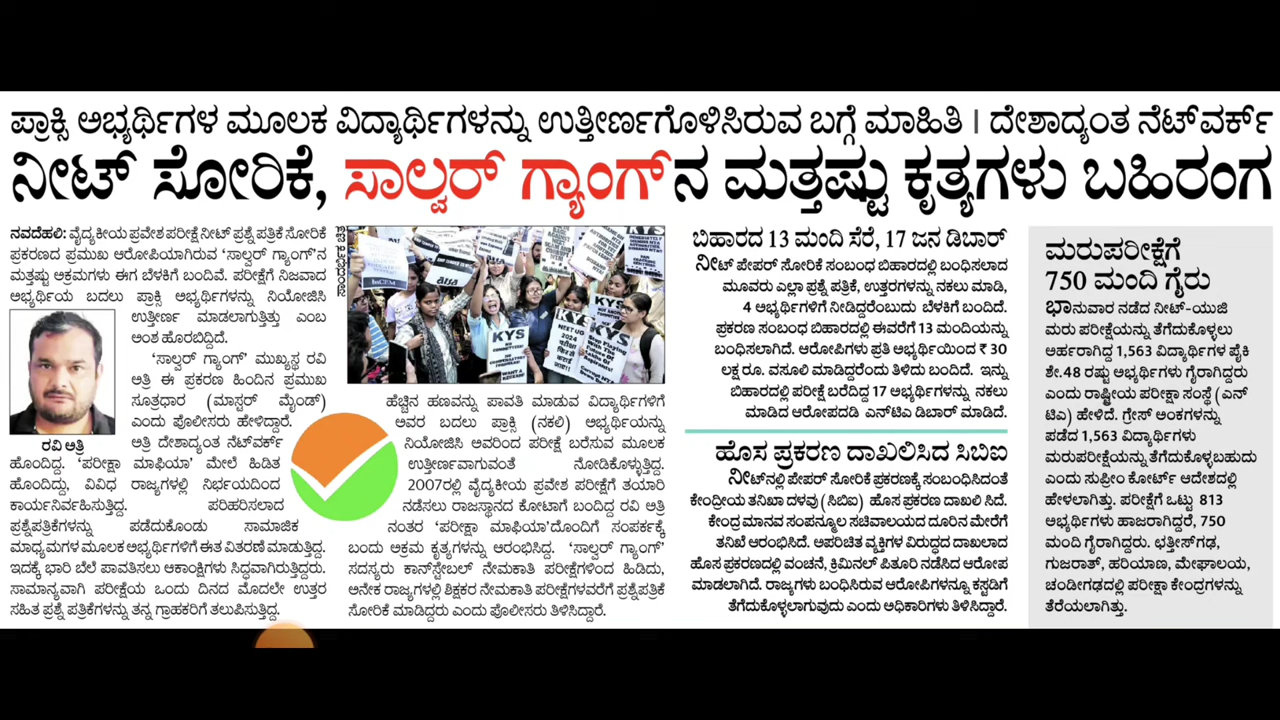 ಪ್ರಾಕ್ಸಿ ಅಭ್ಯರ್ಥಿಗಳ ಮೂಲಕ ವಿದ್ಯಾರ್ಥಿಗಳನ್ನು ಉತ್ತೀರ್ಣಗೊಳಿಸಿರುವ ಬಗ್ಗೆ ಮಾಹಿತಿ | ದೇಶಾದ್ಯಂತ ನೆಟ್‌ವರ್ಕ್
ನೀಟ್ ಸೋರಿಕೆ, ಸಾಲ್ವರ್ ಗ್ಯಾಂಗ್‌ನ ಮತ್ತಷ್ಟು ಕೃತ್ಯಗಳು ಬಹಿರಂಗ
ನವದೆಹಲಿ: ವೈದ್ಯಕೀಯ ಪ್ರವೇಶ ಪರೀಕ್ಷೆ ನೀಟ್ ಪ್ರಶ್ನೆ ಪತ್ರಿಕೆ ಸೋರಿಕೆ
ಪ್ರಕರಣದ ಪ್ರಮುಖ ಆರೋಪಿಯಾಗಿರುವ 'ಸಾಲ್ವರ್ ಗ್ಯಾಂಗ್'ನ
ಮತ್ತಷ್ಟು ಅಕ್ರಮಗಳು ಈಗ ಬೆಳಕಿಗೆ ಬಂದಿವೆ. ಪರೀಕ್ಷೆಗೆ ನಿಜವಾದ
ಅಭ್ಯರ್ಥಿಯ ಬದಲು ಪ್ರಾಕ್ಸಿ ಅಭ್ಯರ್ಥಿಗಳನ್ನು ನಿಯೋಜಿಸಿ
ಉತ್ತೀರ್ಣ ಮಾಡಲಾಗುತ್ತಿತ್ತು ಎಂಬ
ಅಂಶ ಹೊರಬಿದ್ದಿದೆ.
'ಸಾಲ್ವರ್ ಗ್ಯಾಂಗ್' ಮುಖ್ಯಸ್ಥ ರವಿ
ಅತ್ರಿ ಈ ಪ್ರಕರಣ ಹಿಂದಿನ ಪ್ರಮುಖ
ಸೂತ್ರಧಾರ (ಮಾಸ್ಟರ್ ಮೈಂಡ್)
ಎಂದು ಪೊಲೀಸರು ಹೇಳಿದ್ದಾರೆ.
ರವಿ ಅತ್ರಿ
ಅತ್ರಿ ದೇಶಾದ್ಯಂತ ನೆಟ್‌ವರ್ಕ್
ಹೊಂದಿದ್ದ. 'ಪರೀಕ್ಷಾ ಮಾಫಿಯಾ' ಮೇಲೆ ಹಿಡಿತ
ಹೊಂದಿದ್ದು, ವಿವಿಧ ರಾಜ್ಯಗಳಲ್ಲಿ ನಿರ್ಭಯದಿಂದ
ಕಾರ್ಯನಿರ್ವಹಿಸುತ್ತಿದ್ದ. ಪರಿಹರಿಸಲಾದ
ಪ್ರಶ್ನೆಪತ್ರಿಕೆಗಳನ್ನು ಪಡೆದುಕೊಂಡು ಸಾಮಾಜಿಕ
ಮಾಧ್ಯಮಗಳ ಮೂಲಕ ಅಭ್ಯರ್ಥಿಗಳಿಗೆ ಈತ ವಿತರಣೆ ಮಾಡುತ್ತಿದ್ದ.
ಇದಕ್ಕೆ ಭಾರಿ ಬೆಲೆ ಪಾವತಿಸಲು ಆಕಾಂಕ್ಷಿಗಳು ಸಿದ್ಧವಾಗಿರುತ್ತಿದ್ದರು.
ಸಾಮಾನ್ಯವಾಗಿ ಪರೀಕ್ಷೆಯ ಒಂದು ದಿನದ ಮೊದಲೇ ಉತ್ತರ
ಸಹಿತ ಪ್ರಶ್ನೆ ಪತ್ರಿಕೆಗಳನ್ನು ತನ್ನ ಗ್ರಾಹಕರಿಗೆ ತಲುಪಿಸುತ್ತಿದ್ದ.
KYS
KYS
KYS
NEET UG
2024
ಹೆಚ್ಚಿನ ಹಣವನ್ನು ಪಾವತಿ ಮಾಡುವ ವಿದ್ಯಾರ್ಥಿಗಳಿಗೆ
ಅವರ ಬದಲು ಪ್ರಾಕ್ಸಿ (ನಕಲಿ) ಅಭ್ಯರ್ಥಿಯನ್ನು
ನಿಯೋಜಿಸಿ ಅವರಿಂದ ಪರೀಕ್ಷೆ ಬರೆಸುವ ಮೂಲಕ
ಉತ್ತೀರ್ಣವಾಗುವಂತೆ ನೋಡಿಕೊಳ್ಳುತ್ತಿದ್ದ.
2007ರಲ್ಲಿ ವೈದ್ಯಕೀಯ ಪ್ರವೇಶ ಪರೀಕ್ಷೆಗೆ ತಯಾರಿ
ನಡೆಸಲು ರಾಜಸ್ಥಾನದ ಕೋಟಾಗೆ ಬಂದಿದ್ದ ರವಿ ಅತ್ರಿ
ನಂತರ 'ಪರೀಕ್ಷಾ ಮಾಫಿಯಾ'ದೊಂದಿಗೆ ಸಂಪರ್ಕಕ್ಕೆ
ಬಂದು ಅಕ್ರಮ ಕೃತ್ಯಗಳನ್ನು ಆರಂಭಿಸಿದ್ದ. 'ಸಾಲ್ವರ್ ಗ್ಯಾಂಗ್'
ಸದಸ್ಯರು ಕಾನ್‌ಸ್ಟೇಬಲ್ ನೇಮಕಾತಿ ಪರೀಕ್ಷೆಗಳಿಂದ ಹಿಡಿದು,
ಅನೇಕ ರಾಜ್ಯಗಳಲ್ಲಿ ಶಿಕ್ಷಕರ ನೇಮಕಾತಿ ಪರೀಕ್ಷೆಗಳವರೆಗೆ ಪ್ರಶ್ನೆಪತ್ರಿಕೆ
ಸೋರಿಕೆ ಮಾಡಿದ್ದರು ಎಂದು ಪೊಲೀಸರು ತಿಳಿಸಿದ್ದಾರೆ.
ಬಿಹಾರದ 13 ಮಂದಿ ಸೆರೆ, 17 ಜನ ಡಿಬಾರ್
ನೀಟ್ ಪೇಪರ್ ಸೋರಿಕೆ ಸಂಬಂಧ ಬಿಹಾರದಲ್ಲಿ ಬಂಧಿಸಲಾದ
ಮೂವರು ಎಲ್ಲಾ ಪ್ರಶ್ನೆ ಪತ್ರಿಕೆ, ಉತ್ತರಗಳನ್ನು ನಕಲು ಮಾಡಿ,
4 ಅಭ್ಯರ್ಥಿಗಳಿಗೆ ನೀಡಿದ್ದರೆಂಬುದು ಬೆಳಕಿಗೆ ಬಂದಿದೆ.
ಪ್ರಕರಣ ಸಂಬಂಧ ಬಿಹಾರದಲ್ಲಿ ಈವರೆಗೆ 13 ಮಂದಿಯನ್ನು
ಬಂಧಿಸಲಾಗಿದೆ. ಆರೋಪಿಗಳು ಪ್ರತಿ ಅಭ್ಯರ್ಥಿಯಿಂದ ₹ 30
ಲಕ್ಷ ರೂ. ವಸೂಲಿ ಮಾಡಿದ್ದರೆಂದು ತಿಳಿದು ಬಂದಿದೆ. ಇನ್ನು
ಬಿಹಾರದಲ್ಲಿ ಪರೀಕ್ಷೆ ಬರೆದಿದ್ದ 17 ಅಭ್ಯರ್ಥಿಗಳನ್ನು ನಕಲು
ಮಾಡಿದ ಆರೋಪದಡಿ ಎನ್‌ಟಿಎ ಡಿಬಾರ್ ಮಾಡಿದೆ.
ಹೊಸ ಪ್ರಕರಣ ದಾಖಲಿಸಿದ ಸಿಬಿಐ
ನೀಟ್‌ನಲ್ಲಿ ಪೇಪರ್ ಸೋರಿಕೆ ಪ್ರಕರಣಕ್ಕೆ ಸಂಬಂಧಿಸಿದಂತೆ
ಕೇಂದ್ರೀಯ ತನಿಖಾ ದಳವು (ಸಿಬಿಐ) ಹೊಸ ಪ್ರಕರಣ ದಾಖಲಿ ಸಿದೆ.
ಕೇಂದ್ರ ಮಾನವ ಸಂಪನ್ಮೂಲ ಸಚಿವಾಲಯದ ದೂರಿನ ಮೇರೆಗೆ
ತನಿಖೆ ಆರಂಭಿಸಿದೆ. ಅಪರಿಚಿತ ವ್ಯಕ್ತಿಗಳ ವಿರುದ್ಧದ ದಾಖಲಾದ
ಹೊಸ ಪ್ರಕರಣದಲ್ಲಿ ವಂಚನೆ, ಕ್ರಿಮಿನಲ್ ಪಿತೂರಿ ನಡೆಸಿದ ಆರೋಪ
ಮಾಡಲಾಗಿದೆ. ರಾಜ್ಯಗಳು ಬಂಧಿಸಿರುವ ಆರೋಪಿಗಳನ್ನೂ ಕಸ್ಟಡಿಗೆ
ತೆಗೆದುಕೊಳ್ಳಲಾಗುವುದು ಎಂದು ಅಧಿಕಾರಿಗಳು ತಿಳಿಸಿದ್ದಾರೆ.
ಮರುಪರೀಕ್ಷೆಗೆ
750 ಮಂದಿ ಗೈರು
ಭಾನುವಾರ ನಡೆದ ನೀಟ್-ಯುಜಿ
ಮರು ಪರೀಕ್ಷೆಯನ್ನು ತೆಗೆದುಕೊಳ್ಳಲು
ಅರ್ಹರಾಗಿದ್ದ 1,563 ವಿದ್ಯಾರ್ಥಿಗಳ ಪೈಕಿ
ಶೇ.48 ರಷ್ಟು ಅಭ್ಯರ್ಥಿಗಳು ಗೈರಾಗಿದ್ದರು
ಎಂದು ರಾಷ್ಟ್ರೀಯ ಪರೀಕ್ಷಾ ಸಂಸ್ಥೆ (ಎನ್
ಟಿಎ) ಹೇಳಿದೆ. ಗ್ರೇಸ್ ಅಂಕಗಳನ್ನು
ಪಡೆದ 1,563 ವಿದ್ಯಾರ್ಥಿಗಳು
ಮರುಪರೀಕ್ಷೆಯನ್ನು ತೆಗೆದುಕೊಳ್ಳಬಹುದು
ಎಂದು ಸುಪ್ರೀಂ ಕೋರ್ಟ್ ಆದೇಶದಲ್ಲಿ
ಹೇಳಲಾಗಿತ್ತು. ಪರೀಕ್ಷೆಗೆ ಒಟ್ಟು 813
ಅಭ್ಯರ್ಥಿಗಳು ಹಾಜರಾಗಿದ್ದರೆ, 750
ಮಂದಿ ಗೈರಾಗಿದ್ದರು. ಛತ್ತೀಸ್‌ಗಢ,
ಗುಜರಾತ್, ಹರಿಯಾಣ, ಮೇಘಾಲಯ,
ಚಂಡೀಗಢದಲ್ಲಿ ಪರೀಕ್ಷಾ ಕೇಂದ್ರಗಳನ್ನು
ತೆರೆಯಲಾಗಿತ್ತು.